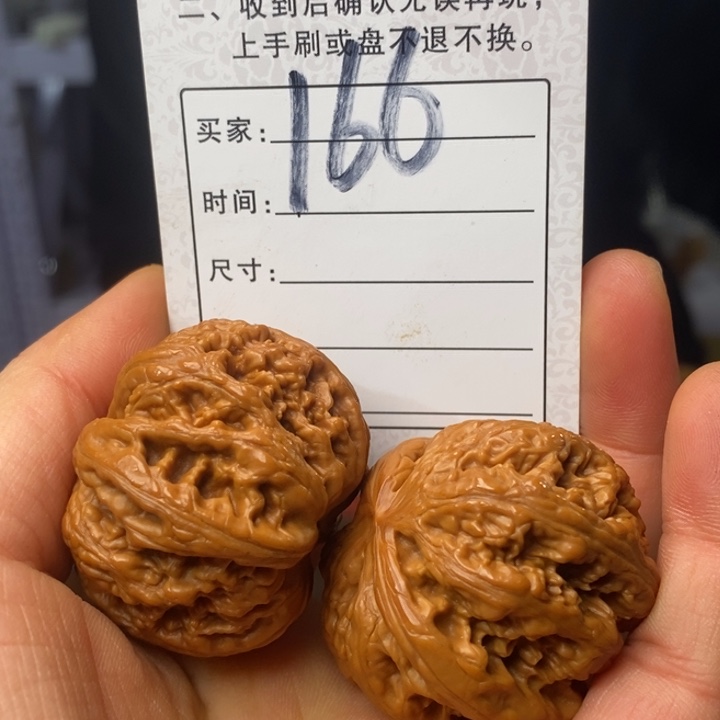 二、收到后确认无误再玩，
上手刷或盘不退不换。
166
买家：
时间：
尺寸：